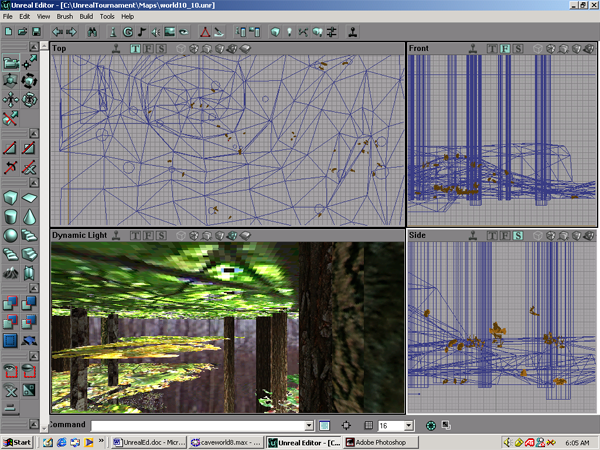 Unreal Editor - [C:\UnrealTournament\Maps\world10_10.unr]
File Edit View Brush Build Tools Help
Top
T F S
Front
T F S
Dynamic Light
T F S
Side
T F S
Command
16
Start
UnrealEd.doc - Micr...
caveworld8.max - ...
Unreal Editor - [C...
Adobe Photoshop
6:05 AM